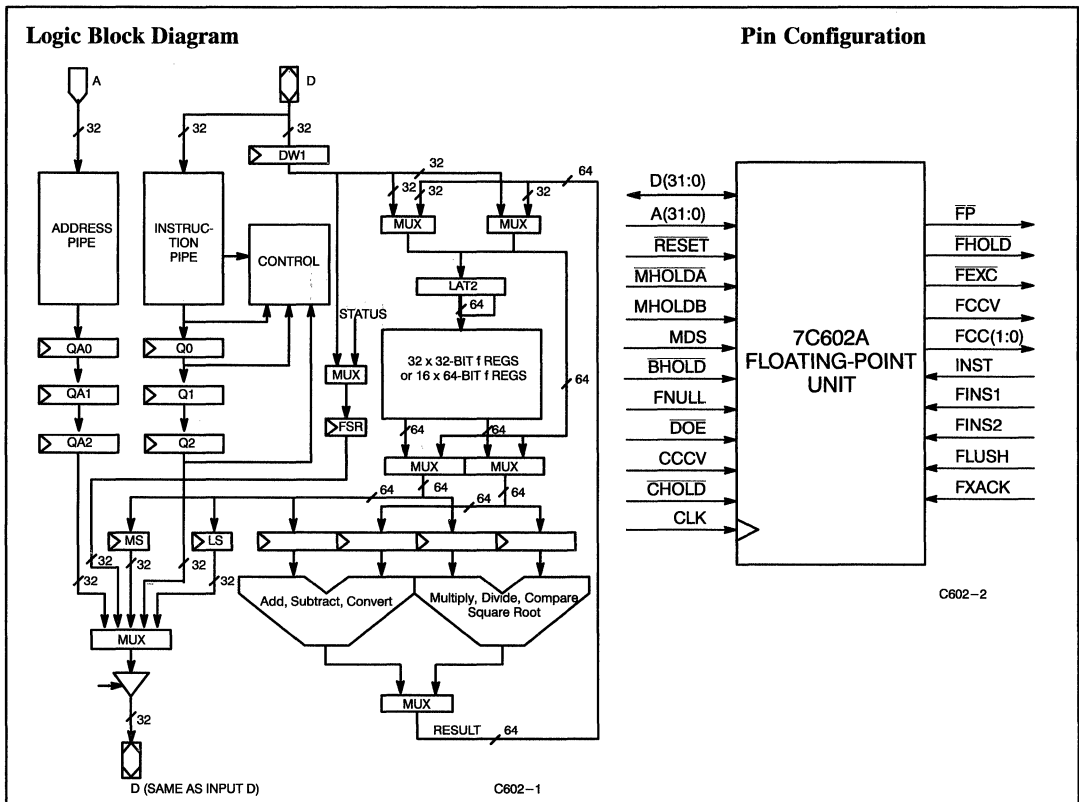 Logic Block Diagram
Pin Configuration
A
D
32
32
32
DW1
32
64
32
32
32
ADDRESS
PIPE
INSTRUC-
TION
PIPE
CONTROL
MUX
MUX
LAT2
64
STATUS
QA0
Q0
MUX
32 x 32-BIT f REGS
or 16 x 64-BIT f REGS
64
QA1
Q1
FSR
QA2
Q2
64
64
MUX
MUX
64
64
64
64
MS
LS
32
32
32
32
32
Add, Subtract, Convert
Multiply, Divide, Compare
Square Root
MUX
MUX
32
RESULT
64
D (SAME AS INPUT D)
C602-1
D(31:0)
A(31:0)
RESET
MHOLDA
MHOLDB
MDS
BHOLD
FNULL
DOE
CCCV
CHOLD
CLK
7C602A
FLOATING-POINT
UNIT
FP
FHOLD
FEXC
FCCV
FCC(1:0)
INST
FINS1
FINS2
FLUSH
FXACK
C602-2